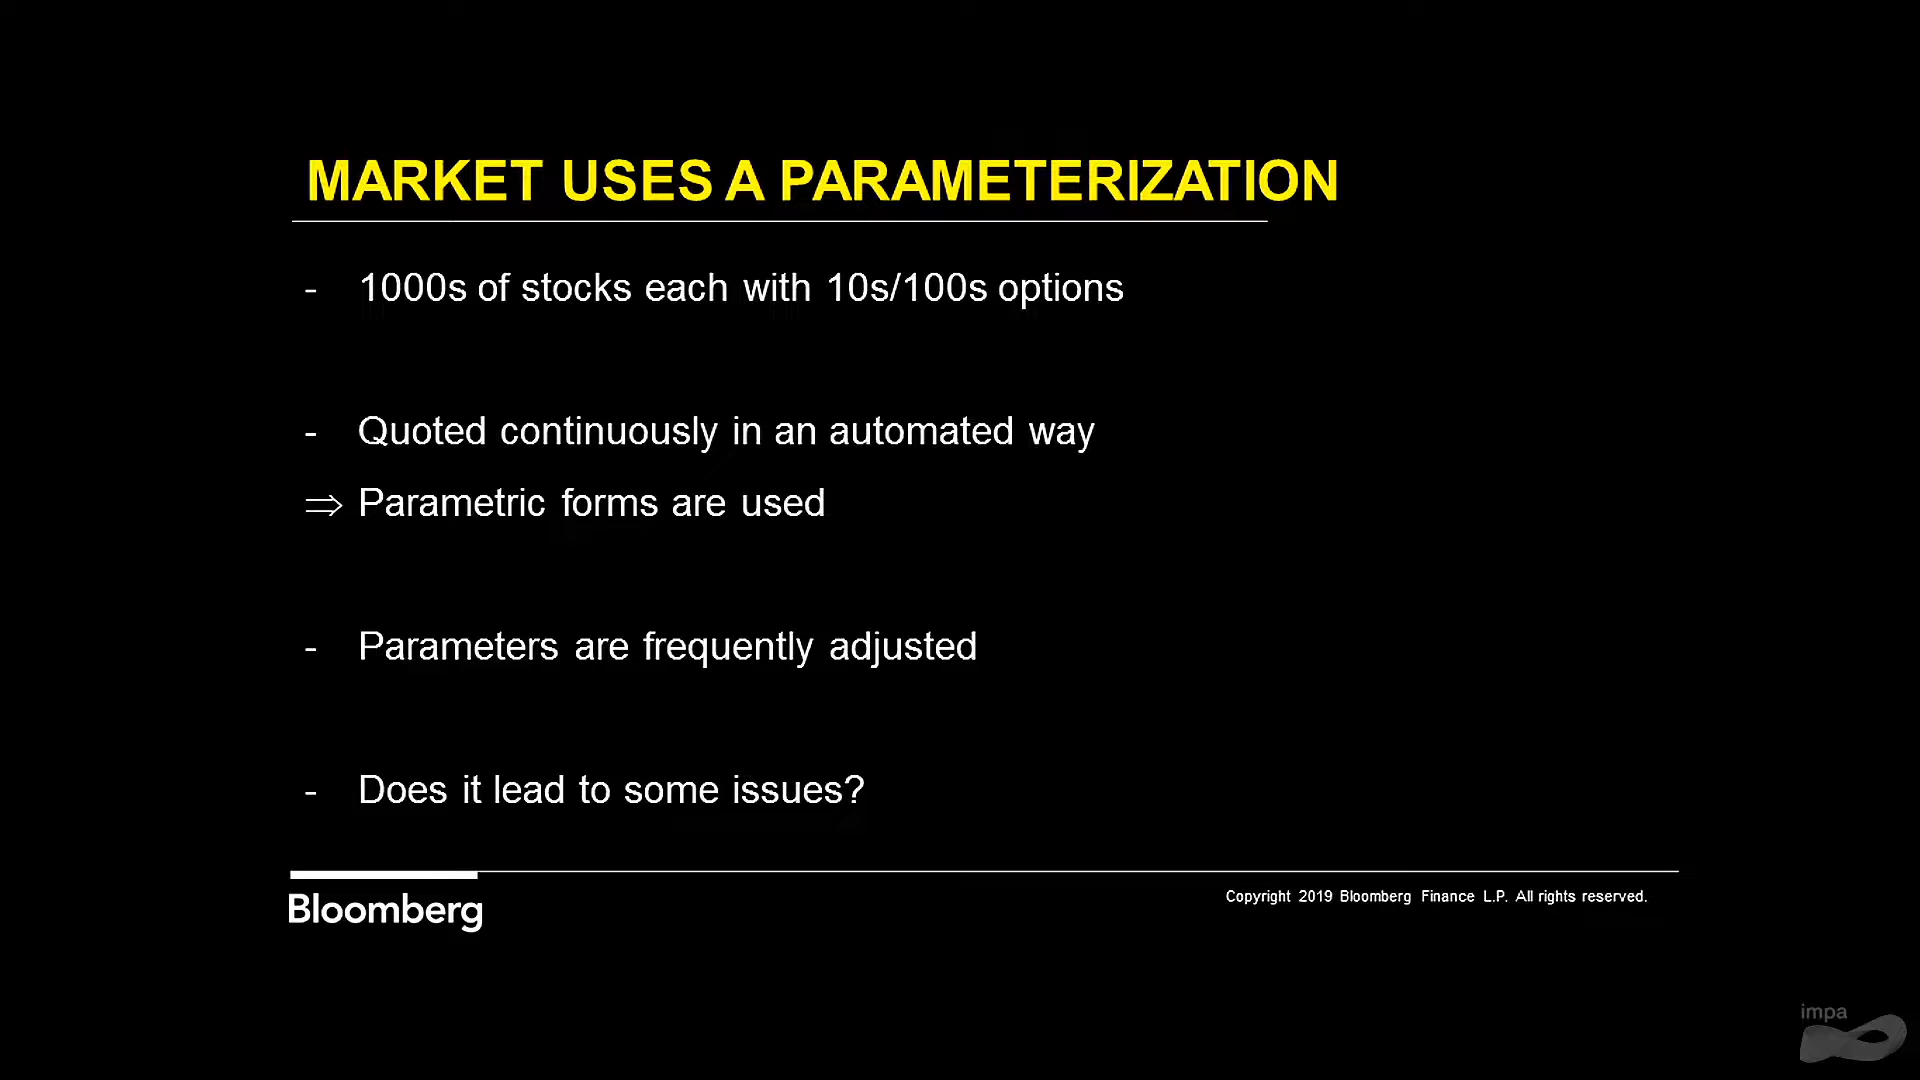 MARKET USES A PARAMETERIZATION
- 1000s of stocks each with 10s/100s options
- Quoted continuously in an automated way
⇒ Parametric forms are used
- Parameters are frequently adjusted
- Does it lead to some issues?
Bloomberg
Copyright 2019 Bloomberg Finance L.P. All rights reserved.
impa